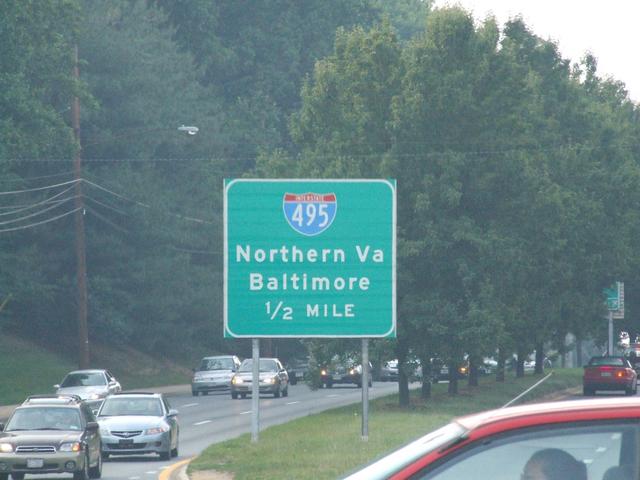 INTERSTATE
495
Northern Va
Baltimore
1/2 MILE